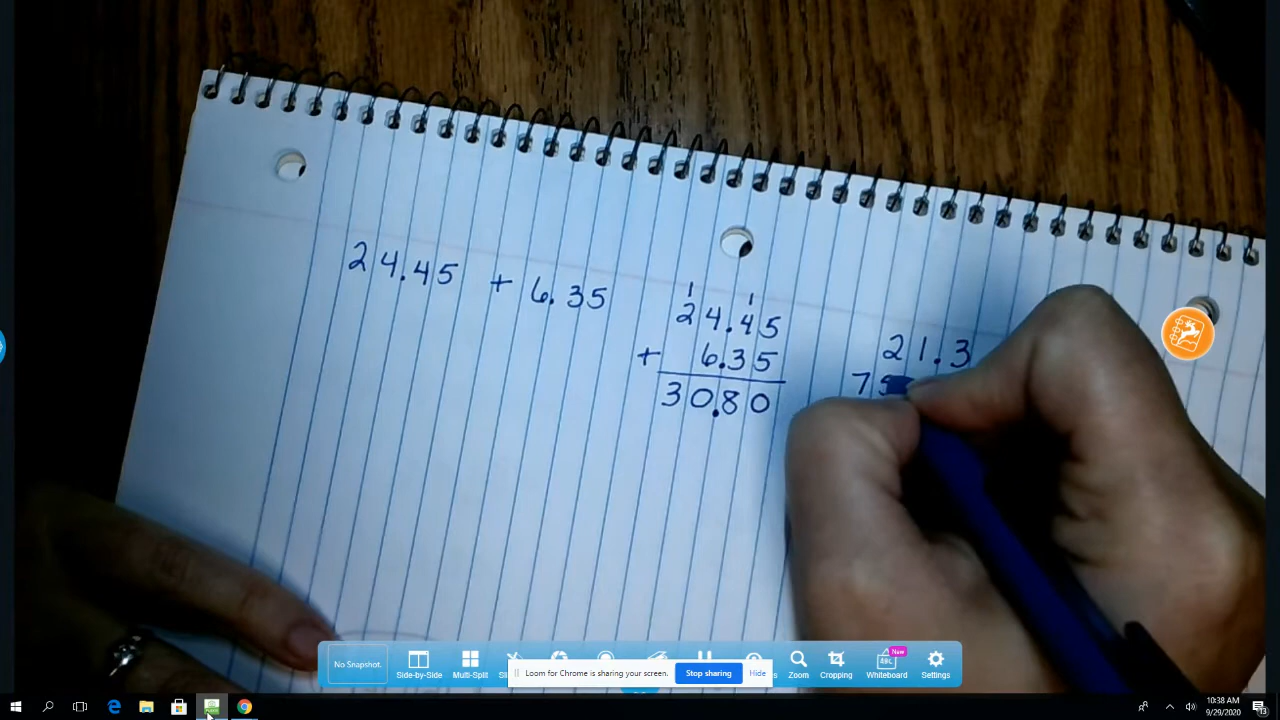 24.45 + 6.35
1 1
24.45
+ 6.35
30.80
21.3
7
No Snapshot.
Side-by-Side
Multi-Split
Loom for Chrome is sharing your screen.
Stop sharing
Hide
Zoom
Cropping
New
ABC
Whiteboard
Settings
10:38 AM
9/29/2020
13